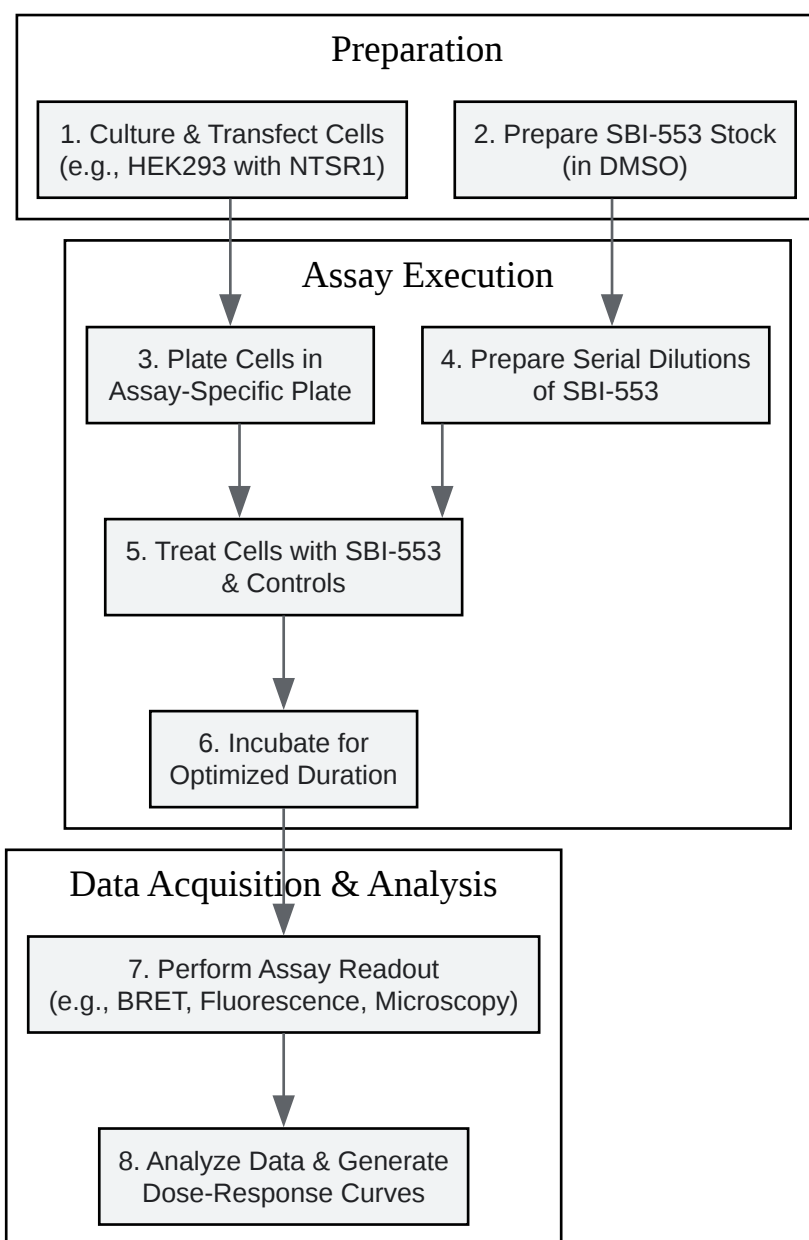 Preparation
1. Culture & Transfect Cells
(e.g., HEK293 with NTSR1)
2. Prepare SBI-553 Stock
(in DMSO)
Assay Execution
3. Plate Cells in
Assay-Specific Plate
4. Prepare Serial Dilutions
of SBI-553
5. Treat Cells with SBI-553
& Controls
6. Incubate for
Optimized Duration
Data Acquisition & Analysis
7. Perform Assay Readout
(e.g., BRET, Fluorescence, Microscopy)
8. Analyze Data & Generate
Dose-Response Curves